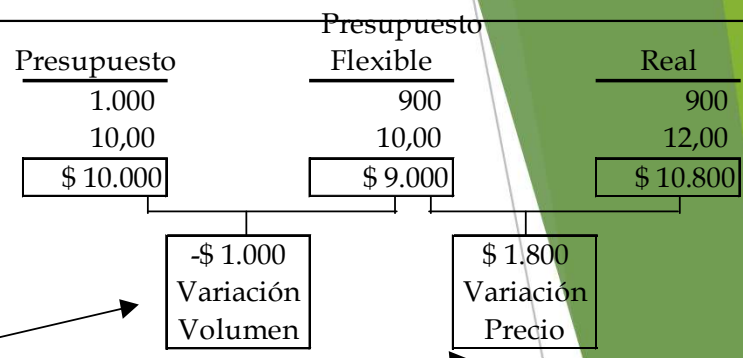 Presupuesto
Presupuesto Flexible Real
1.000 900 900
10,00 10,00 12,00
$ 10.000 $ 9.000 $ 10.800
-$ 1.000 $ 1.800
Variación Variación
Volumen Precio